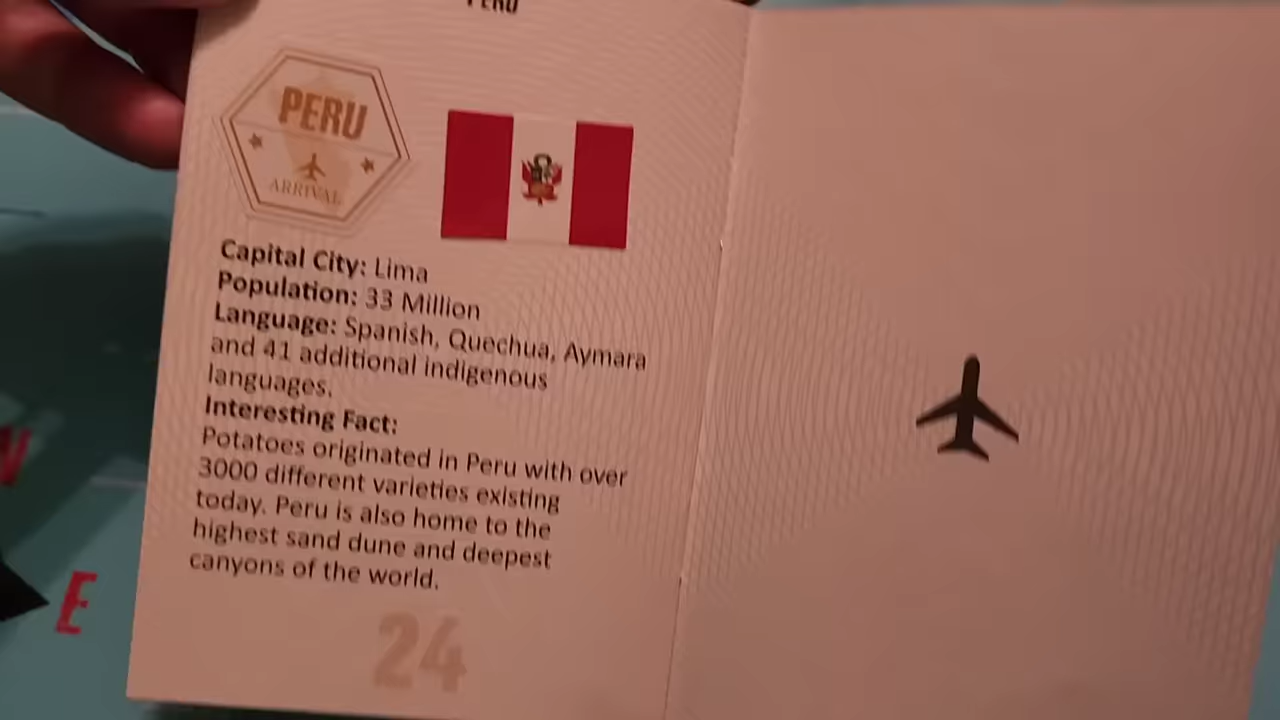 PERU
PERU
ARRIVAL
Capital City: Lima
Population: 33 Million
Language: Spanish, Quechua, Aymara
and 41 additional indigenous
languages.
Interesting Fact:
Potatoes originated in Peru with over
3000 different varieties existing
today. Peru is also home to the
highest sand dune and deepest
canyons of the world.
24
E